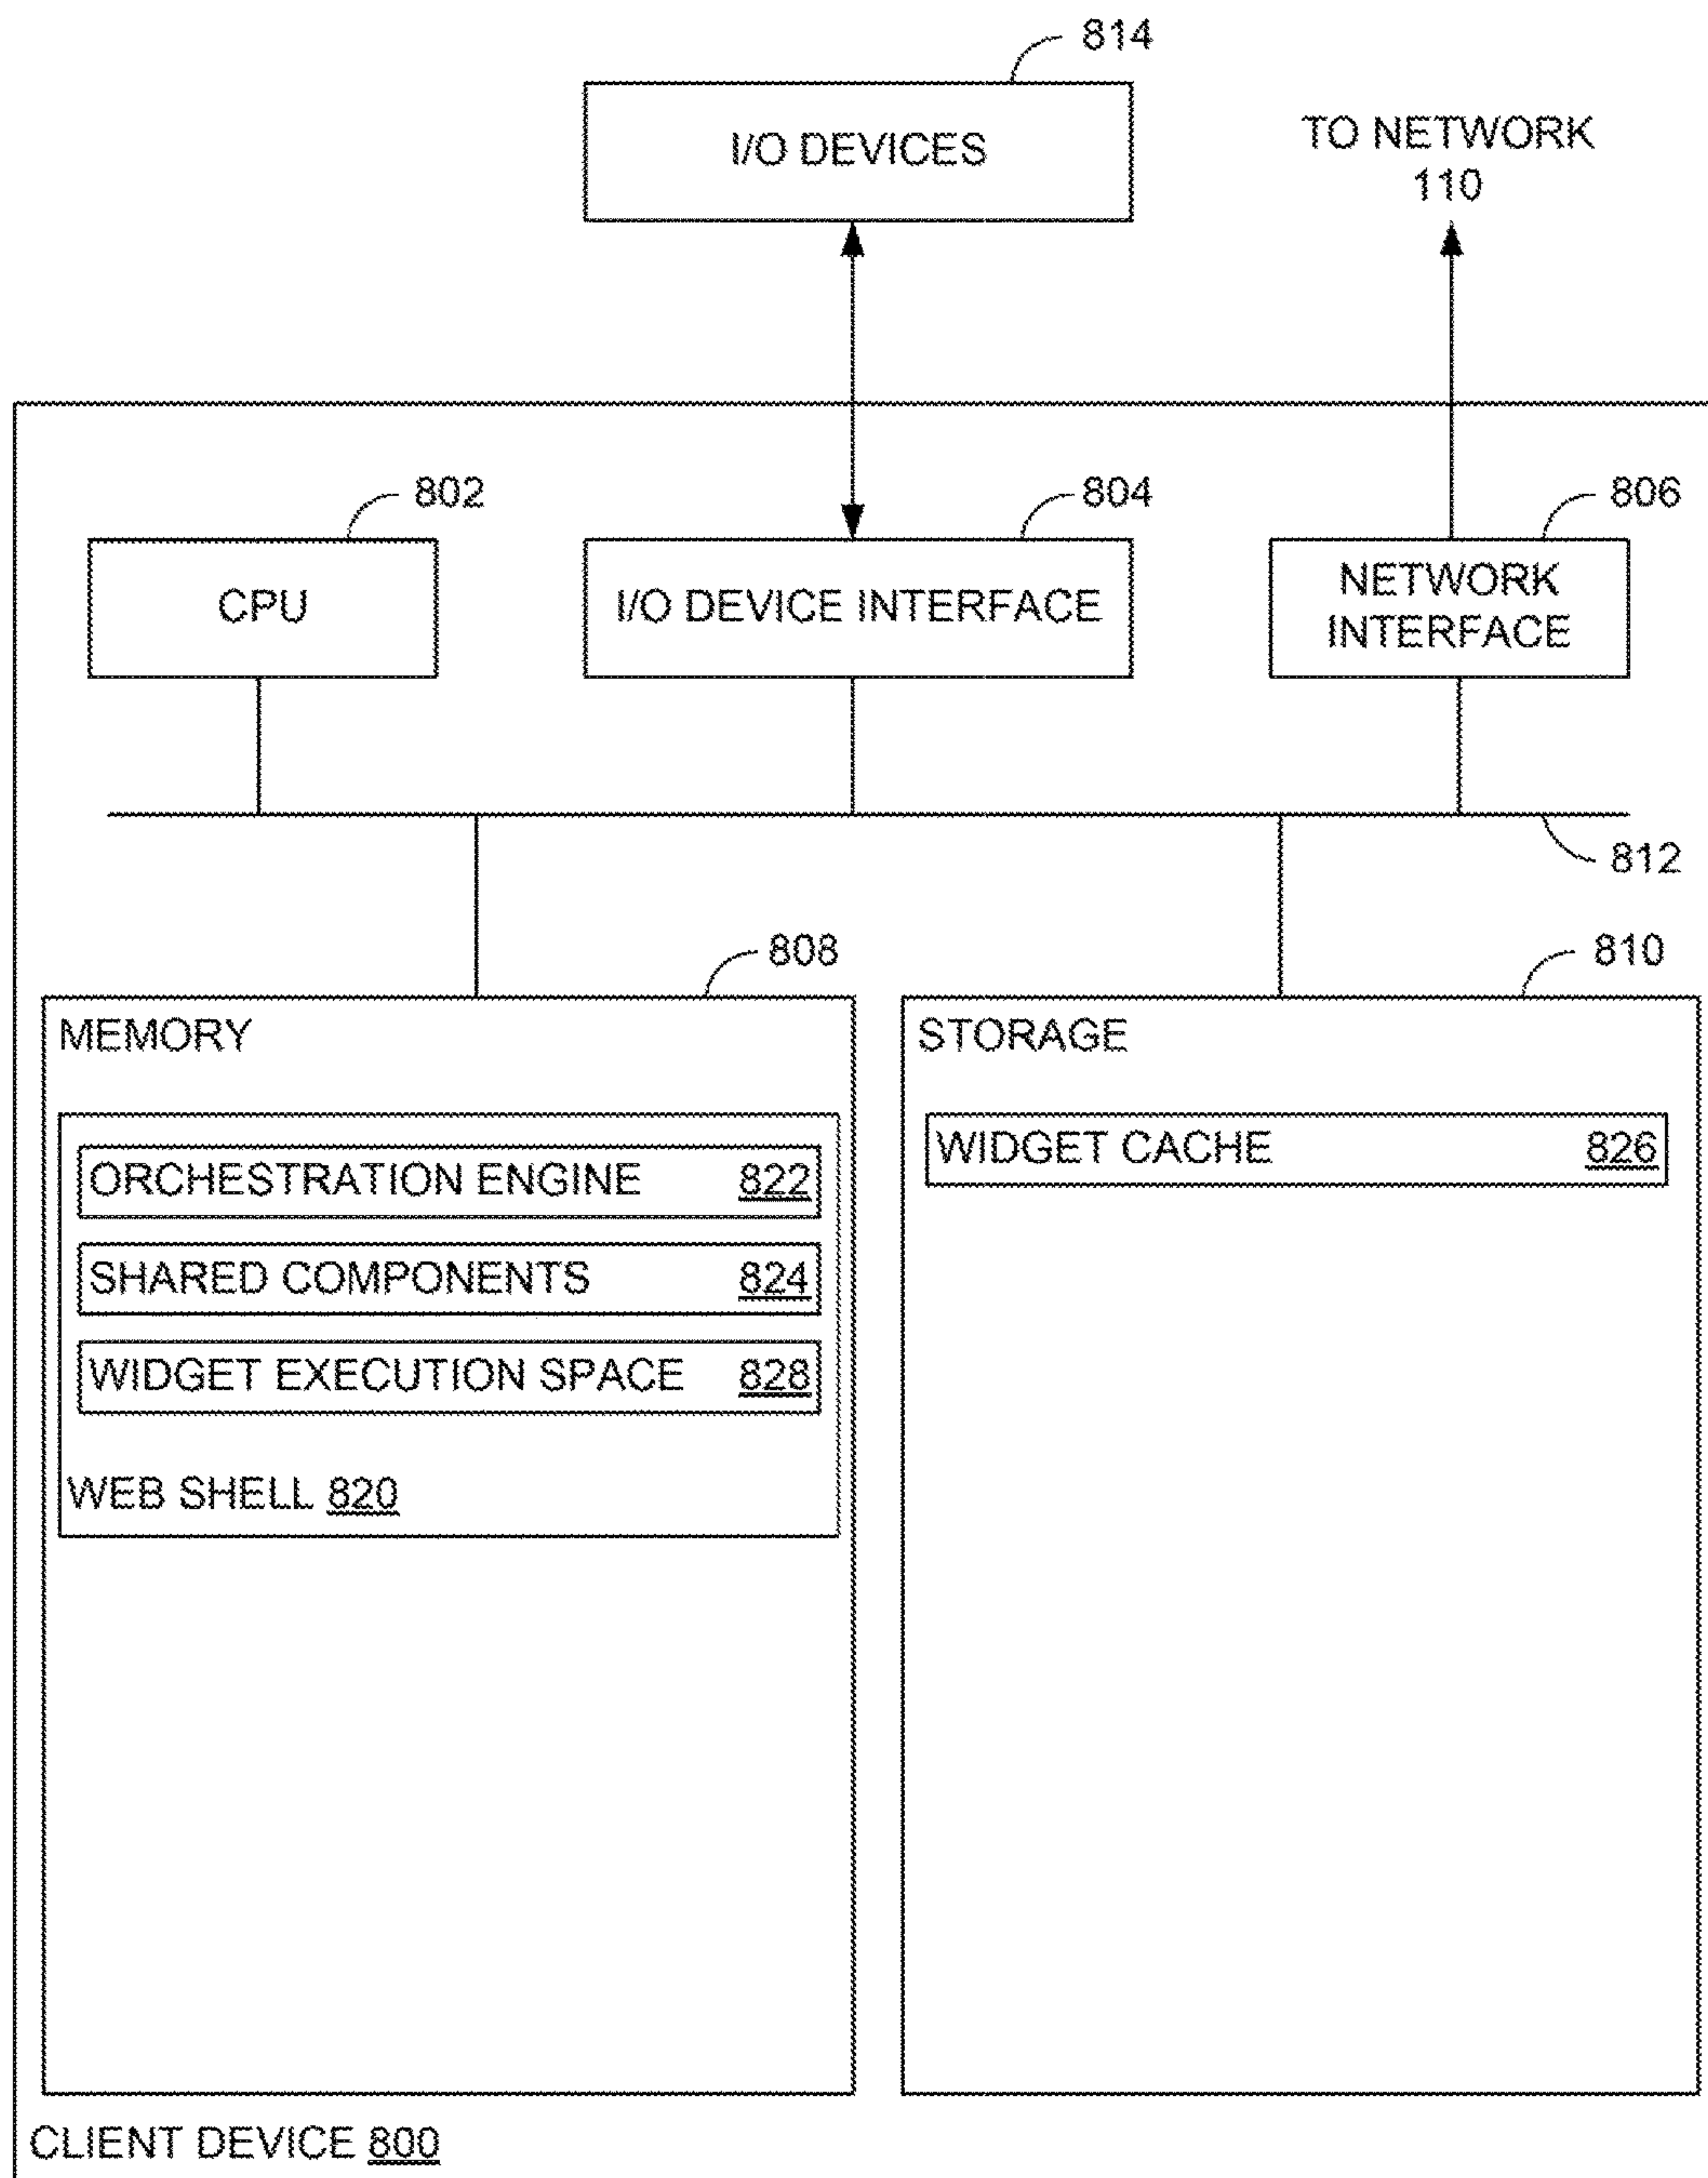 814
I/O DEVICES
TO NETWORK
110
802
804
806
CPU
I/O DEVICE INTERFACE
NETWORK
INTERFACE
812
808
810
MEMORY
STORAGE
ORCHESTRATION ENGINE 822
SHARED COMPONENTS 824
WIDGET EXECUTION SPACE 828
WEB SHELL 820
WIDGET CACHE 826
CLIENT DEVICE 800